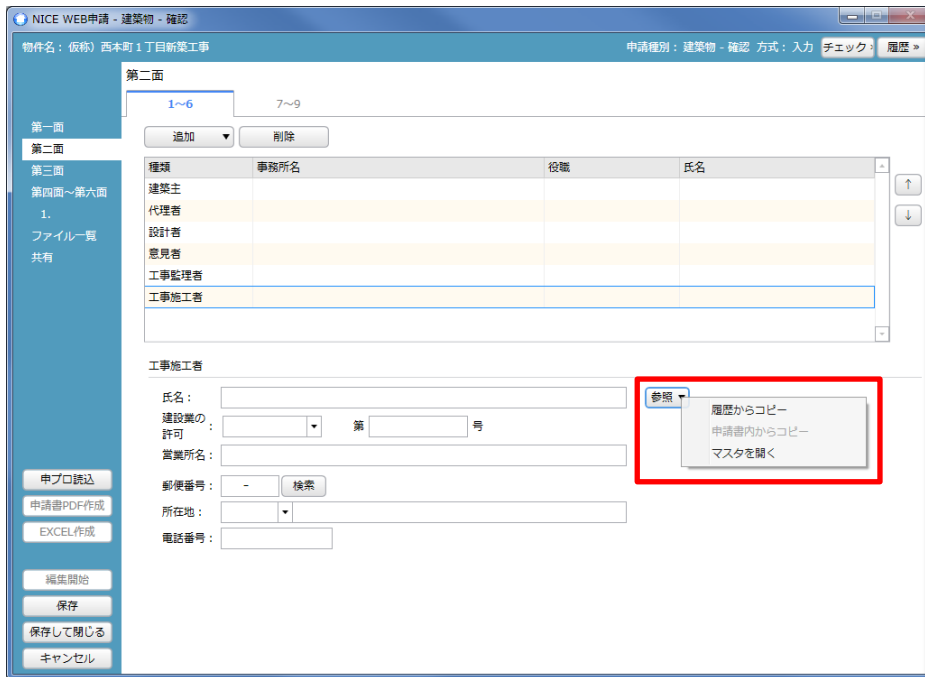 NICE WEB申請 - 建築物 - 確認
物件名：仮称）西本町１丁目新築工事 申請種別：建築物 - 確認 方式：入力 チェック» 履歴 »
第二面
1～6 7～9
第一面
第二面
第三面
第四面～第六面
1.
ファイル一覧
共有
追加 ▼ 削除
種類 事務所名 役職 氏名
建築主
代理者
設計者
意見者
工事監理者
工事施工者
↑
↓
工事施工者
氏名： 参照 ▼
建設業の許可： 第 号
営業所名：
郵便番号： - 検索
所在地：
電話番号：
履歴からコピー
申請書内からコピー
マスタを開く
申プロ読込
申請書PDF作成
EXCEL作成
編集開始
保存
保存して閉じる
キャンセル